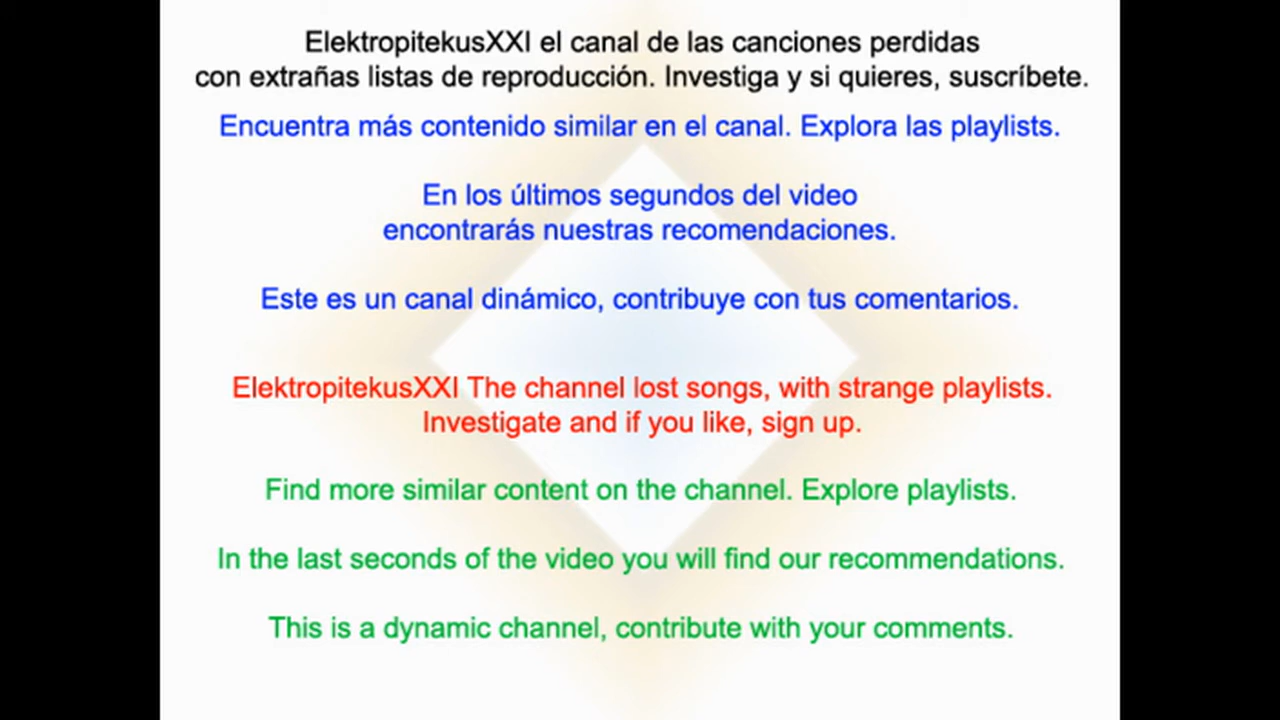 ElektropitekusXXI el canal de las canciones perdidas
con extrañas listas de reproducción. Investiga y si quieres, suscríbete.
Encuentra más contenido similar en el canal. Explora las playlists.
En los últimos segundos del video
encontrarás nuestras recomendaciones.
Este es un canal dinámico, contribuye con tus comentarios.
ElektropitekusXXI The channel lost songs, with strange playlists.
Investigate and if you like, sign up.
Find more similar content on the channel. Explore playlists.
In the last seconds of the video you will find our recommendations.
This is a dynamic channel, contribute with your comments.